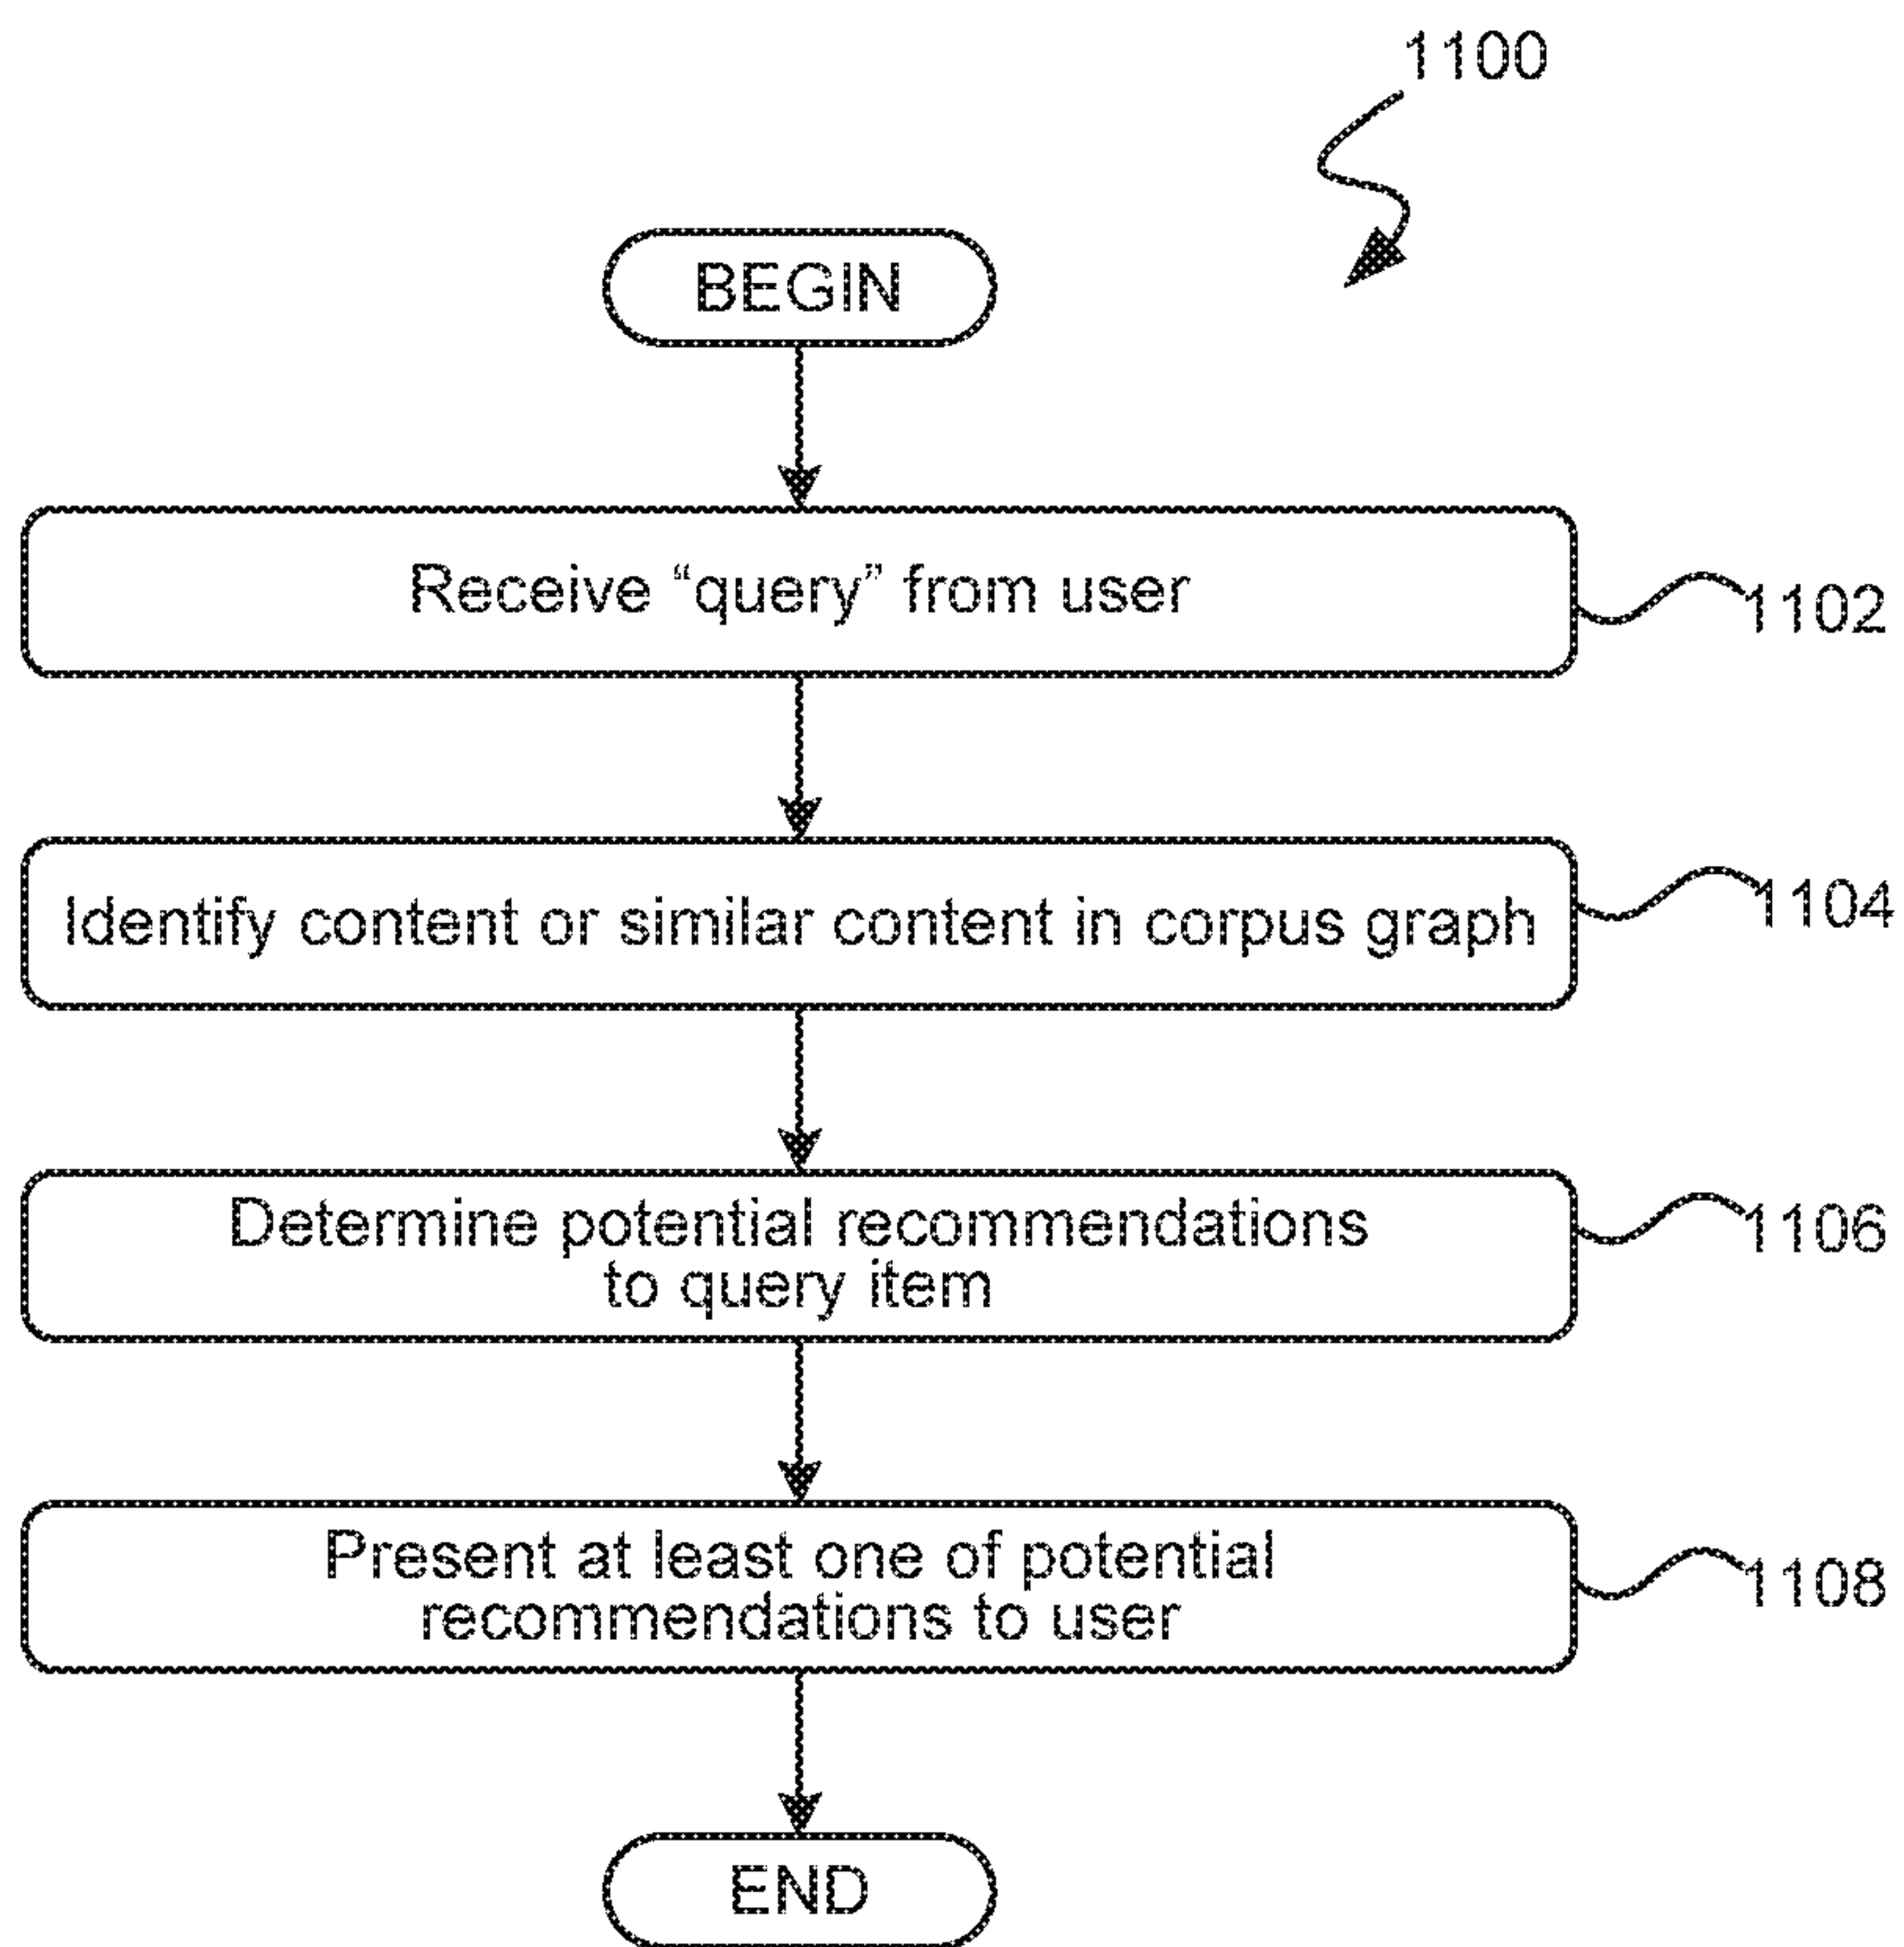 1100
BEGIN
Receive “query” from user
1102
Identify content or similar content in corpus graph
1104
Determine potential recommendations
to query item
1106
Present at least one of potential
recommendations to user
1108
END